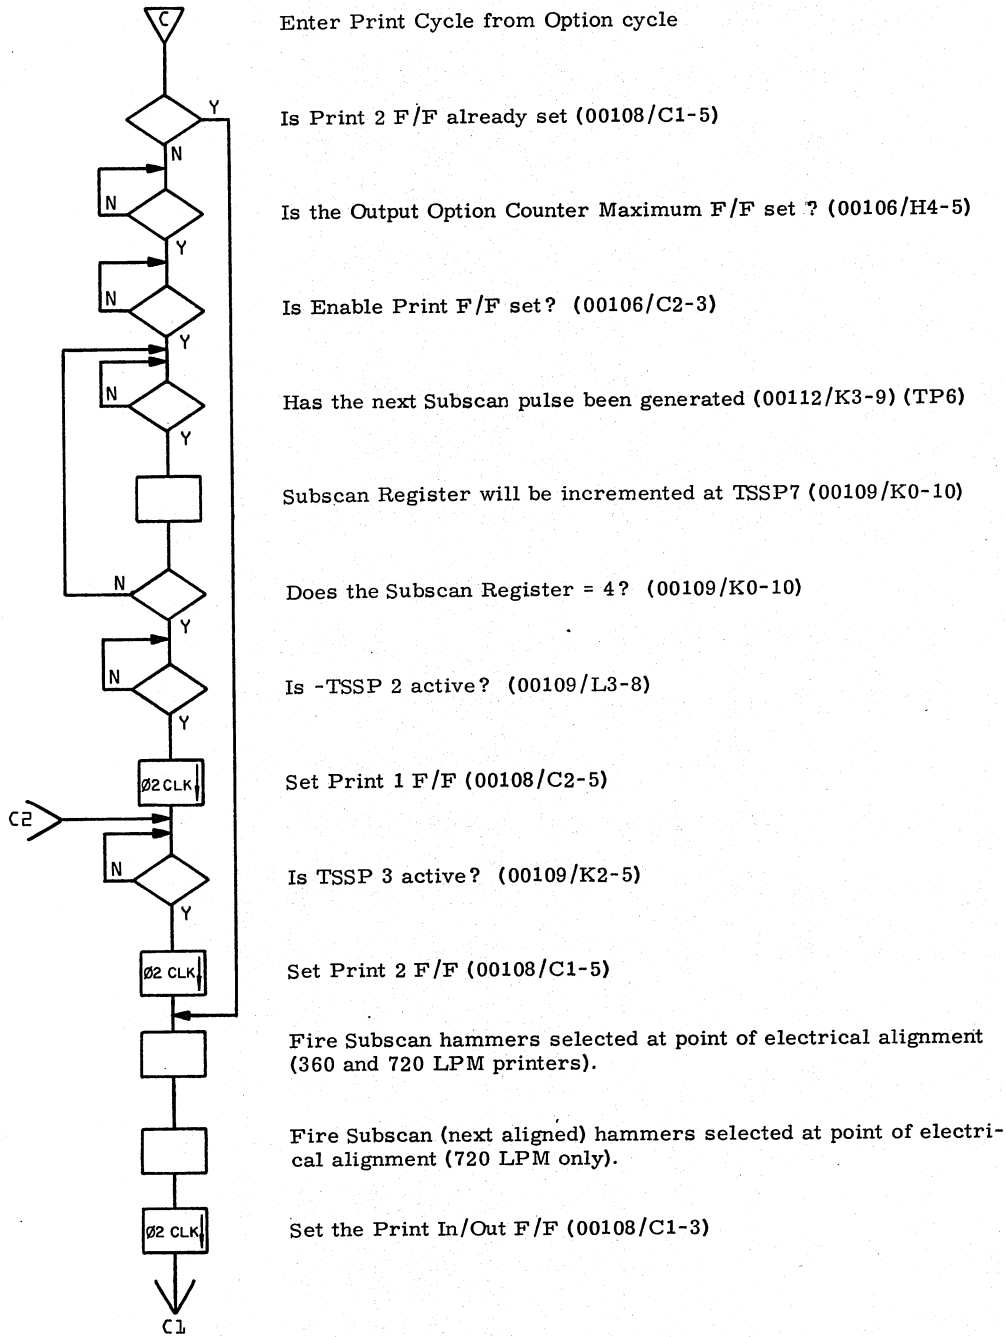 C
Enter Print Cycle from Option cycle
Y
Is Print 2 F/F already set (00108/C1-5)
N
N
Is the Output Option Counter Maximum F/F set ? (00106/H4-5)
Y
N
Is Enable Print F/F set? (00106/C2-3)
Y
N
Has the next Subscan pulse been generated (00112/K3-9) (TP6)
Y
Subscan Register will be incremented at TSSP7 (00109/K0-10)
N
Does the Subscan Register = 4? (00109/K0-10)
Y
N
Is -TSSP 2 active? (00109/L3-8)
Y
Ø2 CLK
Set Print 1 F/F (00108/C2-5)
C2
N
Is TSSP 3 active? (00109/K2-5)
Y
Ø2 CLK
Set Print 2 F/F (00108/C1-5)
Fire Subscan hammers selected at point of electrical alignment
(360 and 720 LPM printers).
Fire Subscan (next aligned) hammers selected at point of electri-
cal alignment (720 LPM only).
Ø2 CLK
Set the Print In/Out F/F (00108/C1-3)
C1